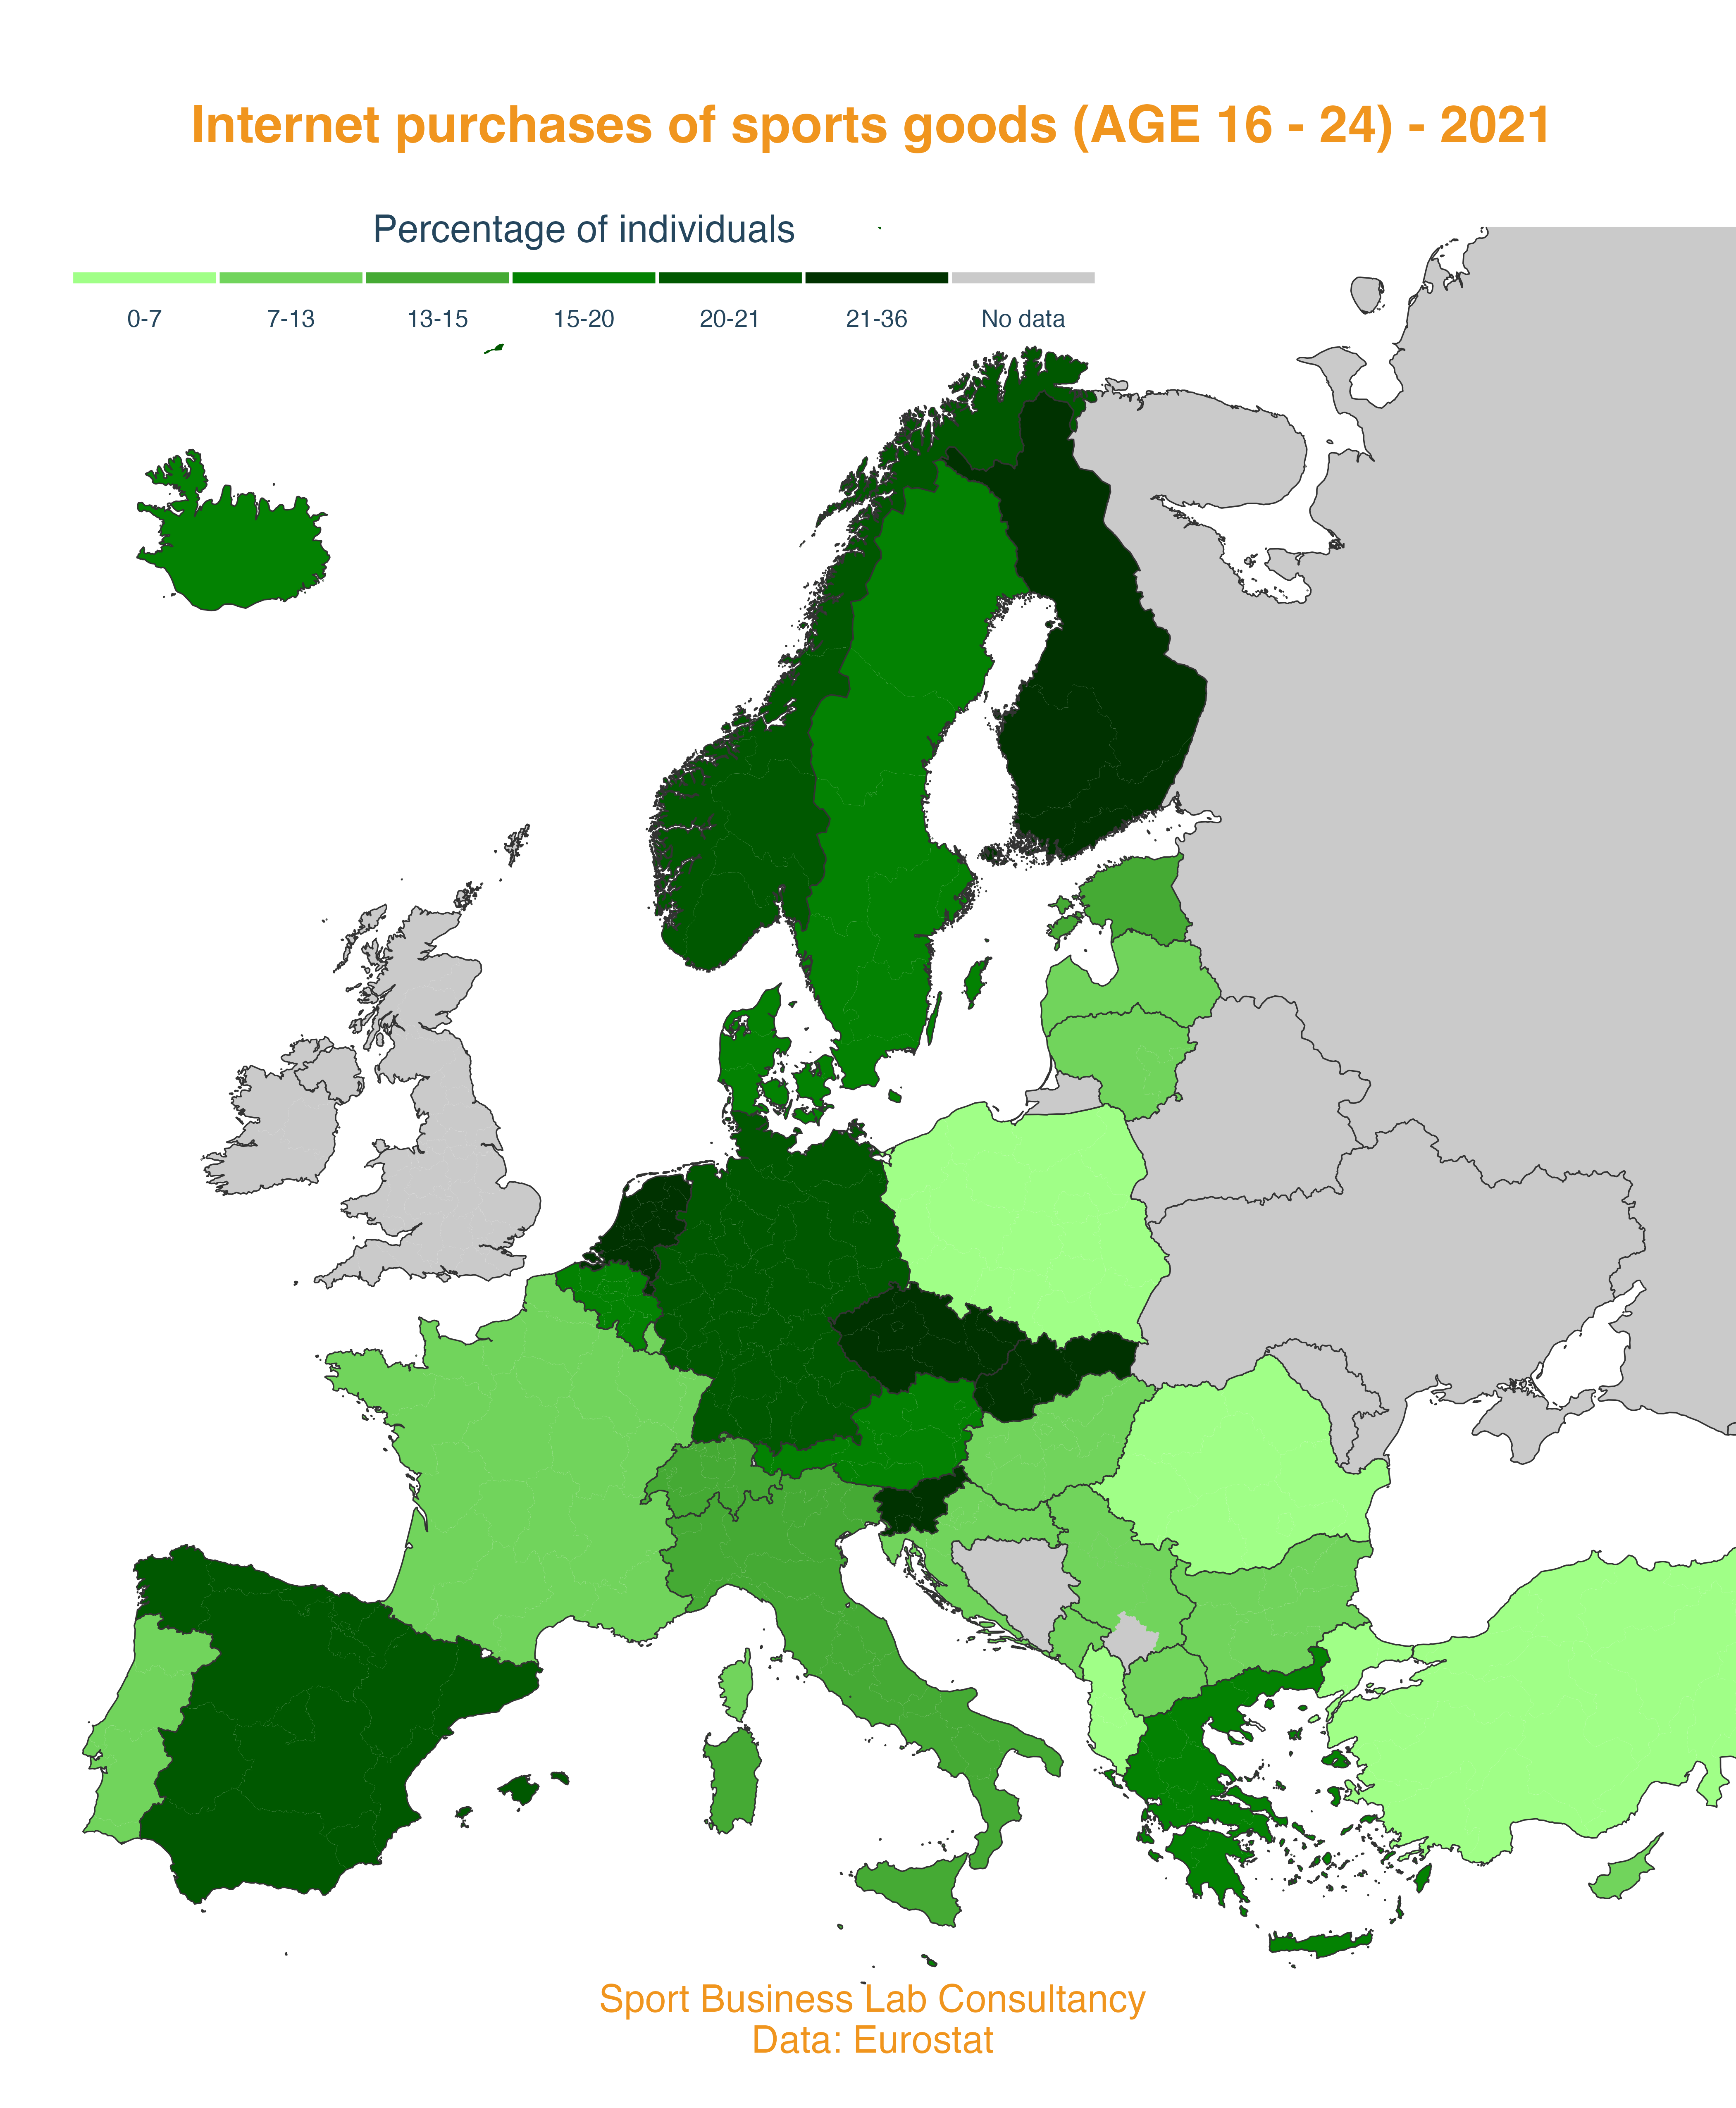 Internet purchases of sports goods (AGE 16 - 24) - 2021
Percentage of individuals
0-7 7-13 13-15 15-20 20-21 21-36 No data
Sport Business Lab Consultancy
Data: Eurostat